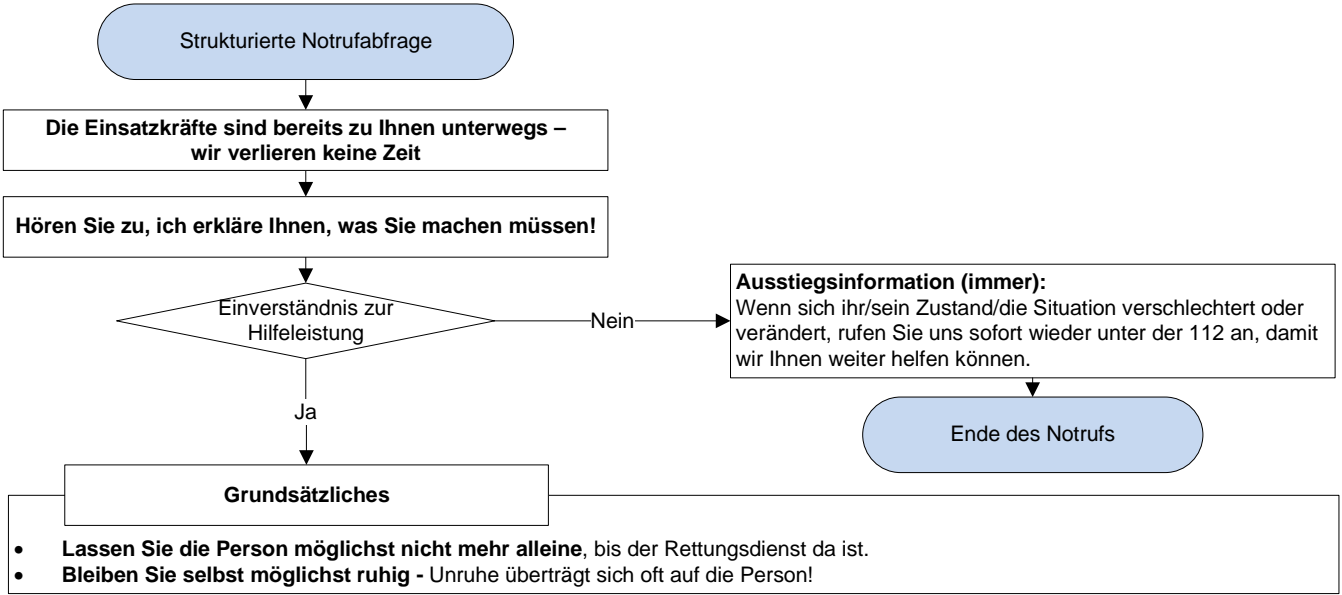 Strukturierte Notrufabfrage
Die Einsatzkräfte sind bereits zu Ihnen unterwegs –
wir verlieren keine Zeit
Hören Sie zu, ich erkläre Ihnen, was Sie machen müssen!
Einverständnis zur
Hilfeleistung
Nein
Ausstiegsinformation (immer):
Wenn sich ihr/sein Zustand/die Situation verschlechtert oder
verändert, rufen Sie uns sofort wieder unter der 112 an, damit
wir Ihnen weiter helfen können.
Ende des Notrufs
Ja
Grundsätzliches
• Lassen Sie die Person möglichst nicht mehr alleine, bis der Rettungsdienst da ist.
• Bleiben Sie selbst möglichst ruhig - Unruhe überträgt sich oft auf die Person!